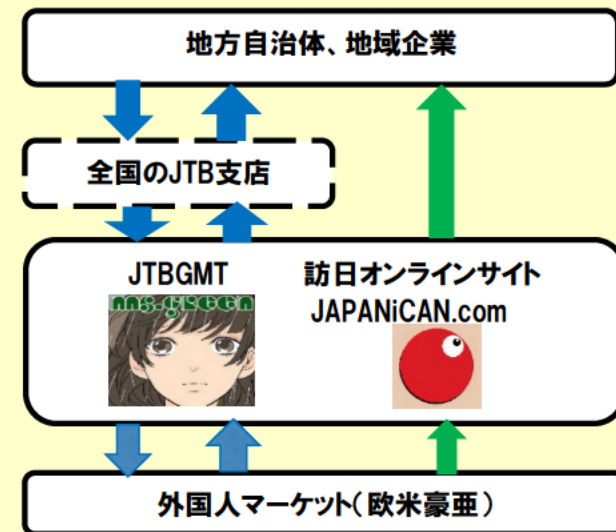 地方自治体、地域企業
全国のJTB支店
JTBGMT
訪日オンラインサイト
JAPANiCAN.com
ms.green
外国人マーケット(欧米豪亜)